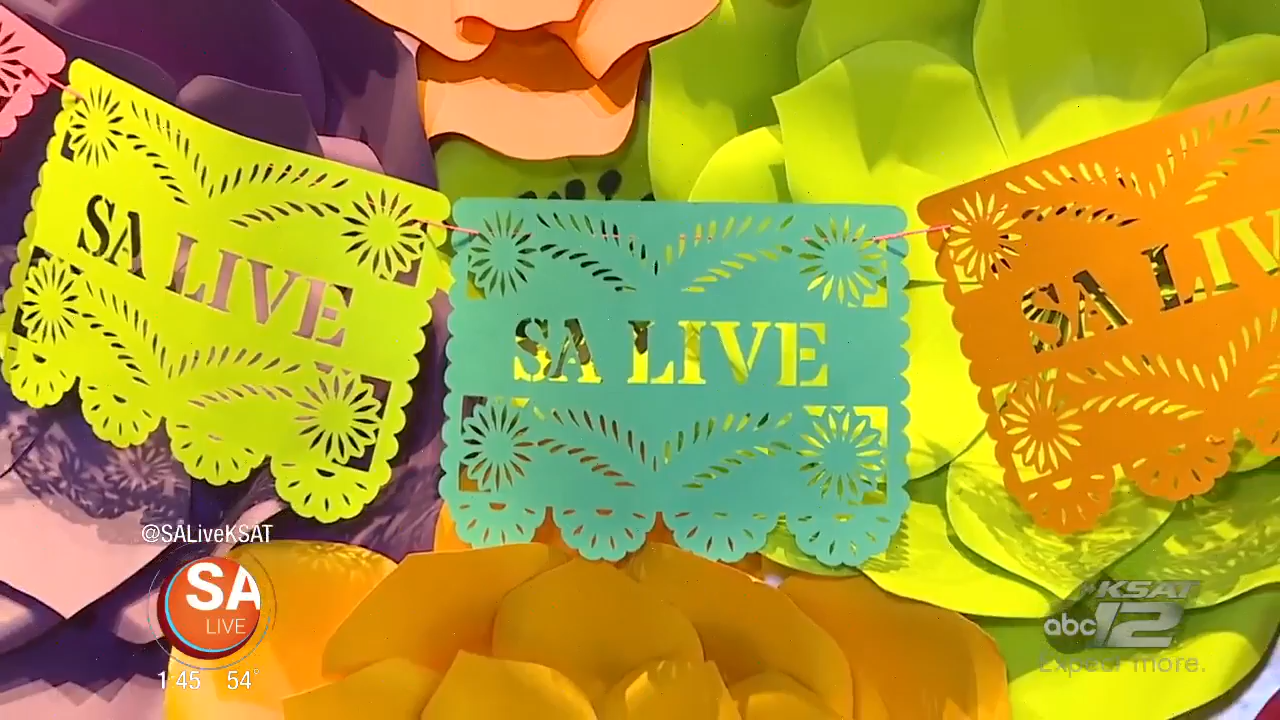 SA LIVE
SA LIVE
SA LIV
@SALiveKSAT
SA
LIVE
1:45 54°
KSAT
abc 12
Expect more.